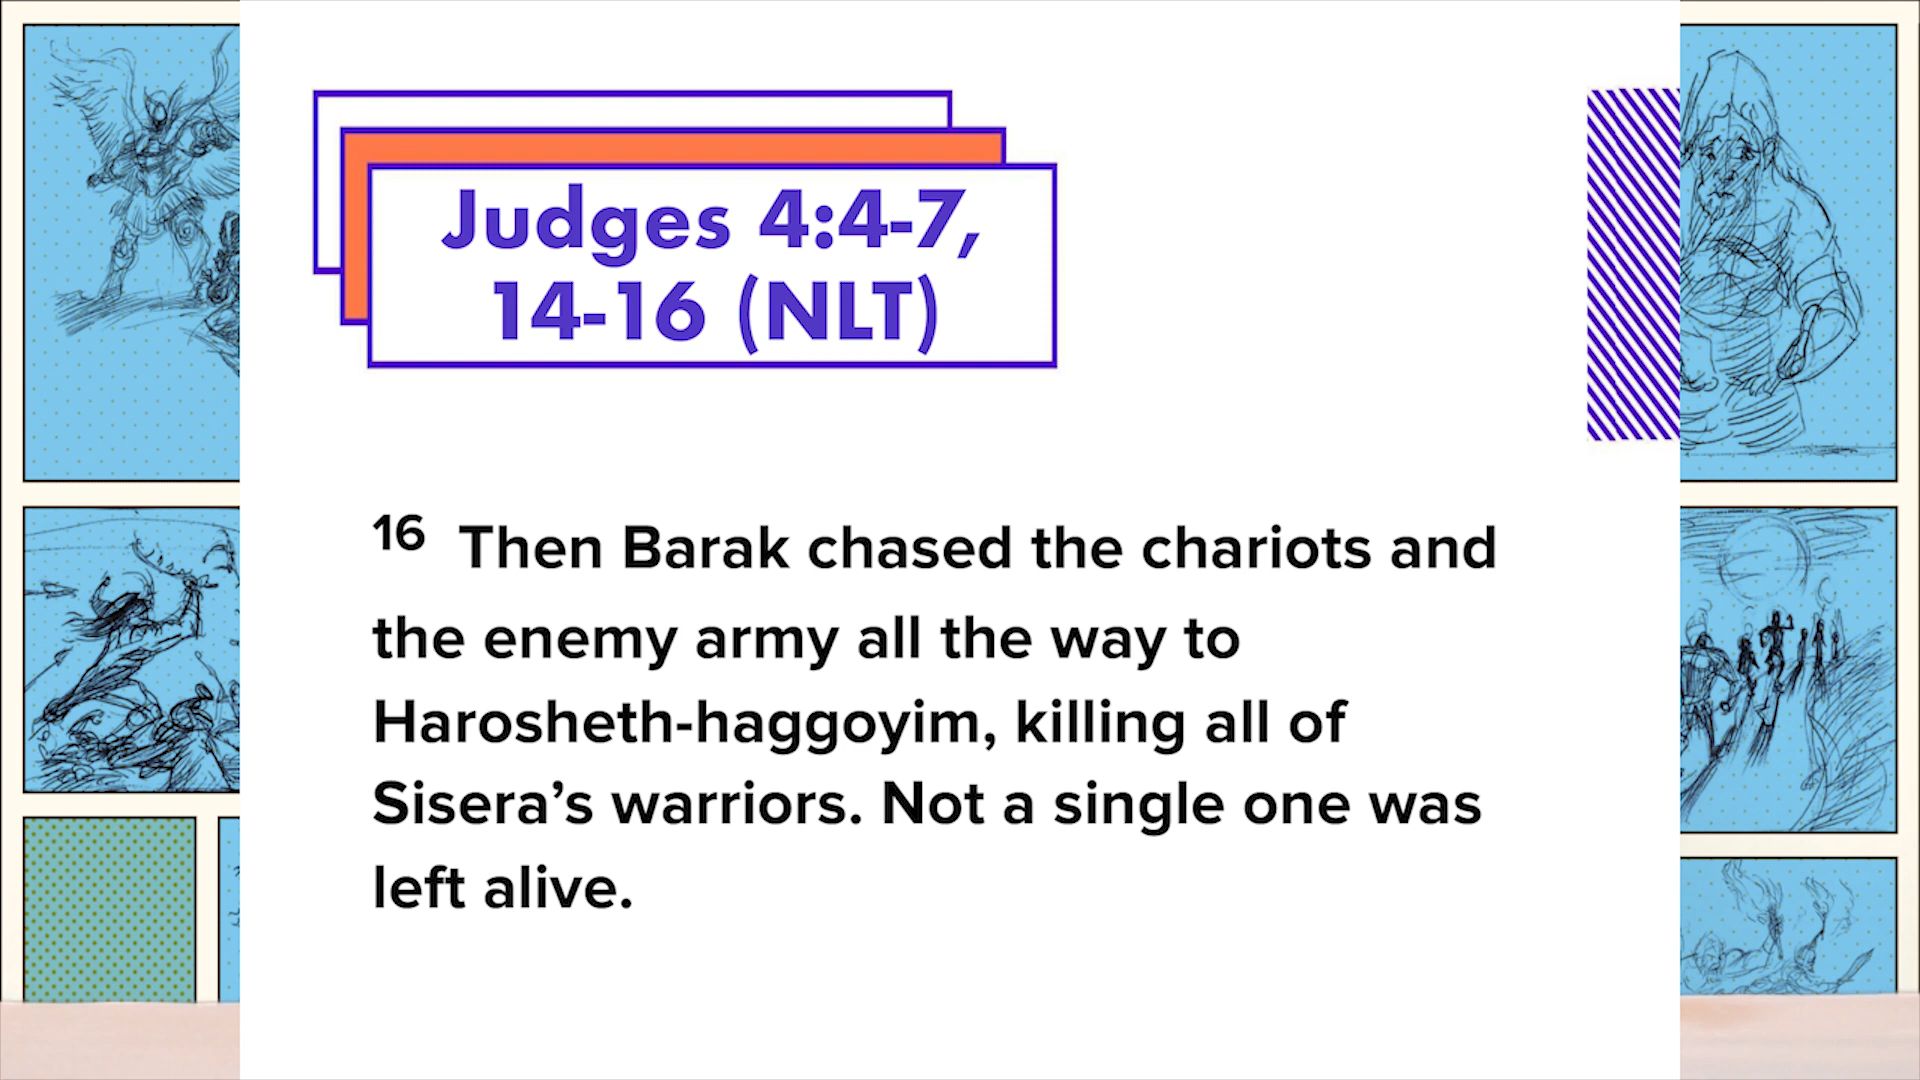 Judges 4:4-7,
14-16 (NLT)
16 Then Barak chased the chariots and
the enemy army all the way to
Harosheth-haggoyim, killing all of
Sisera’s warriors. Not a single one was
left alive.